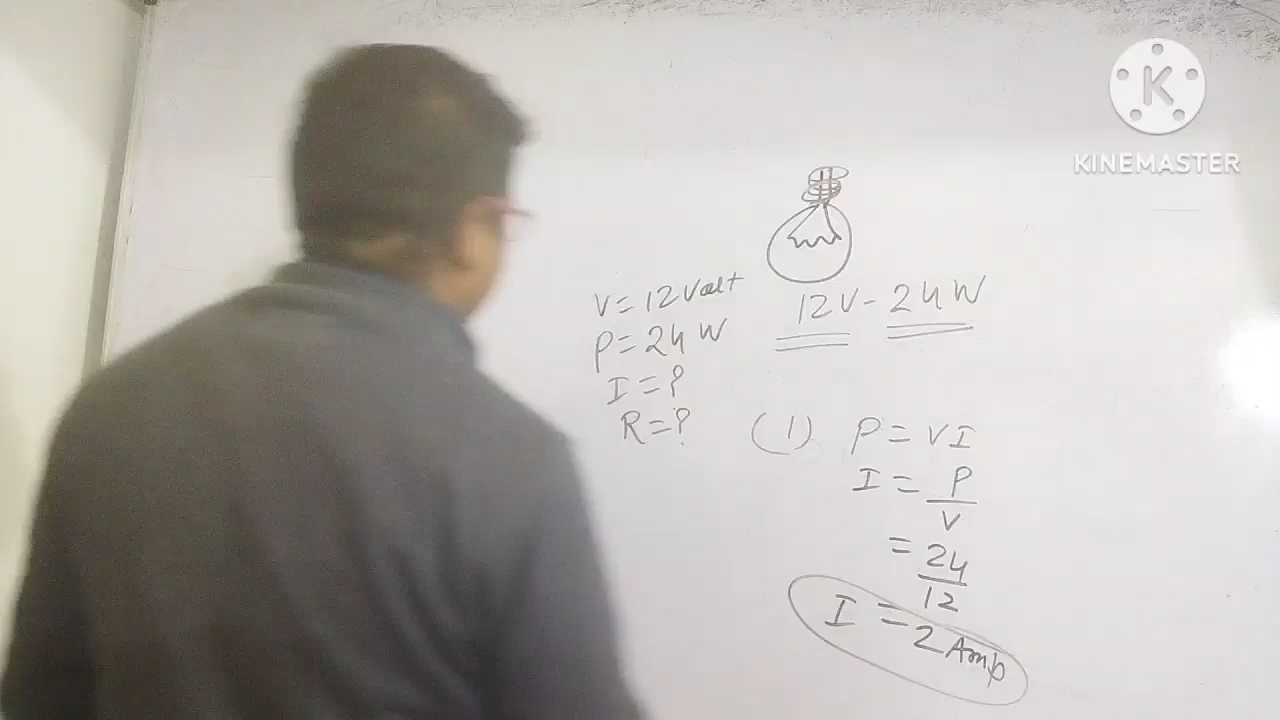 KINEMASTER
12V - 24W
V = 12 Volt
P = 24 W
I = ?
R = ?
(1) P = VI
I = P/V
= 24/12
I = 2 Amp